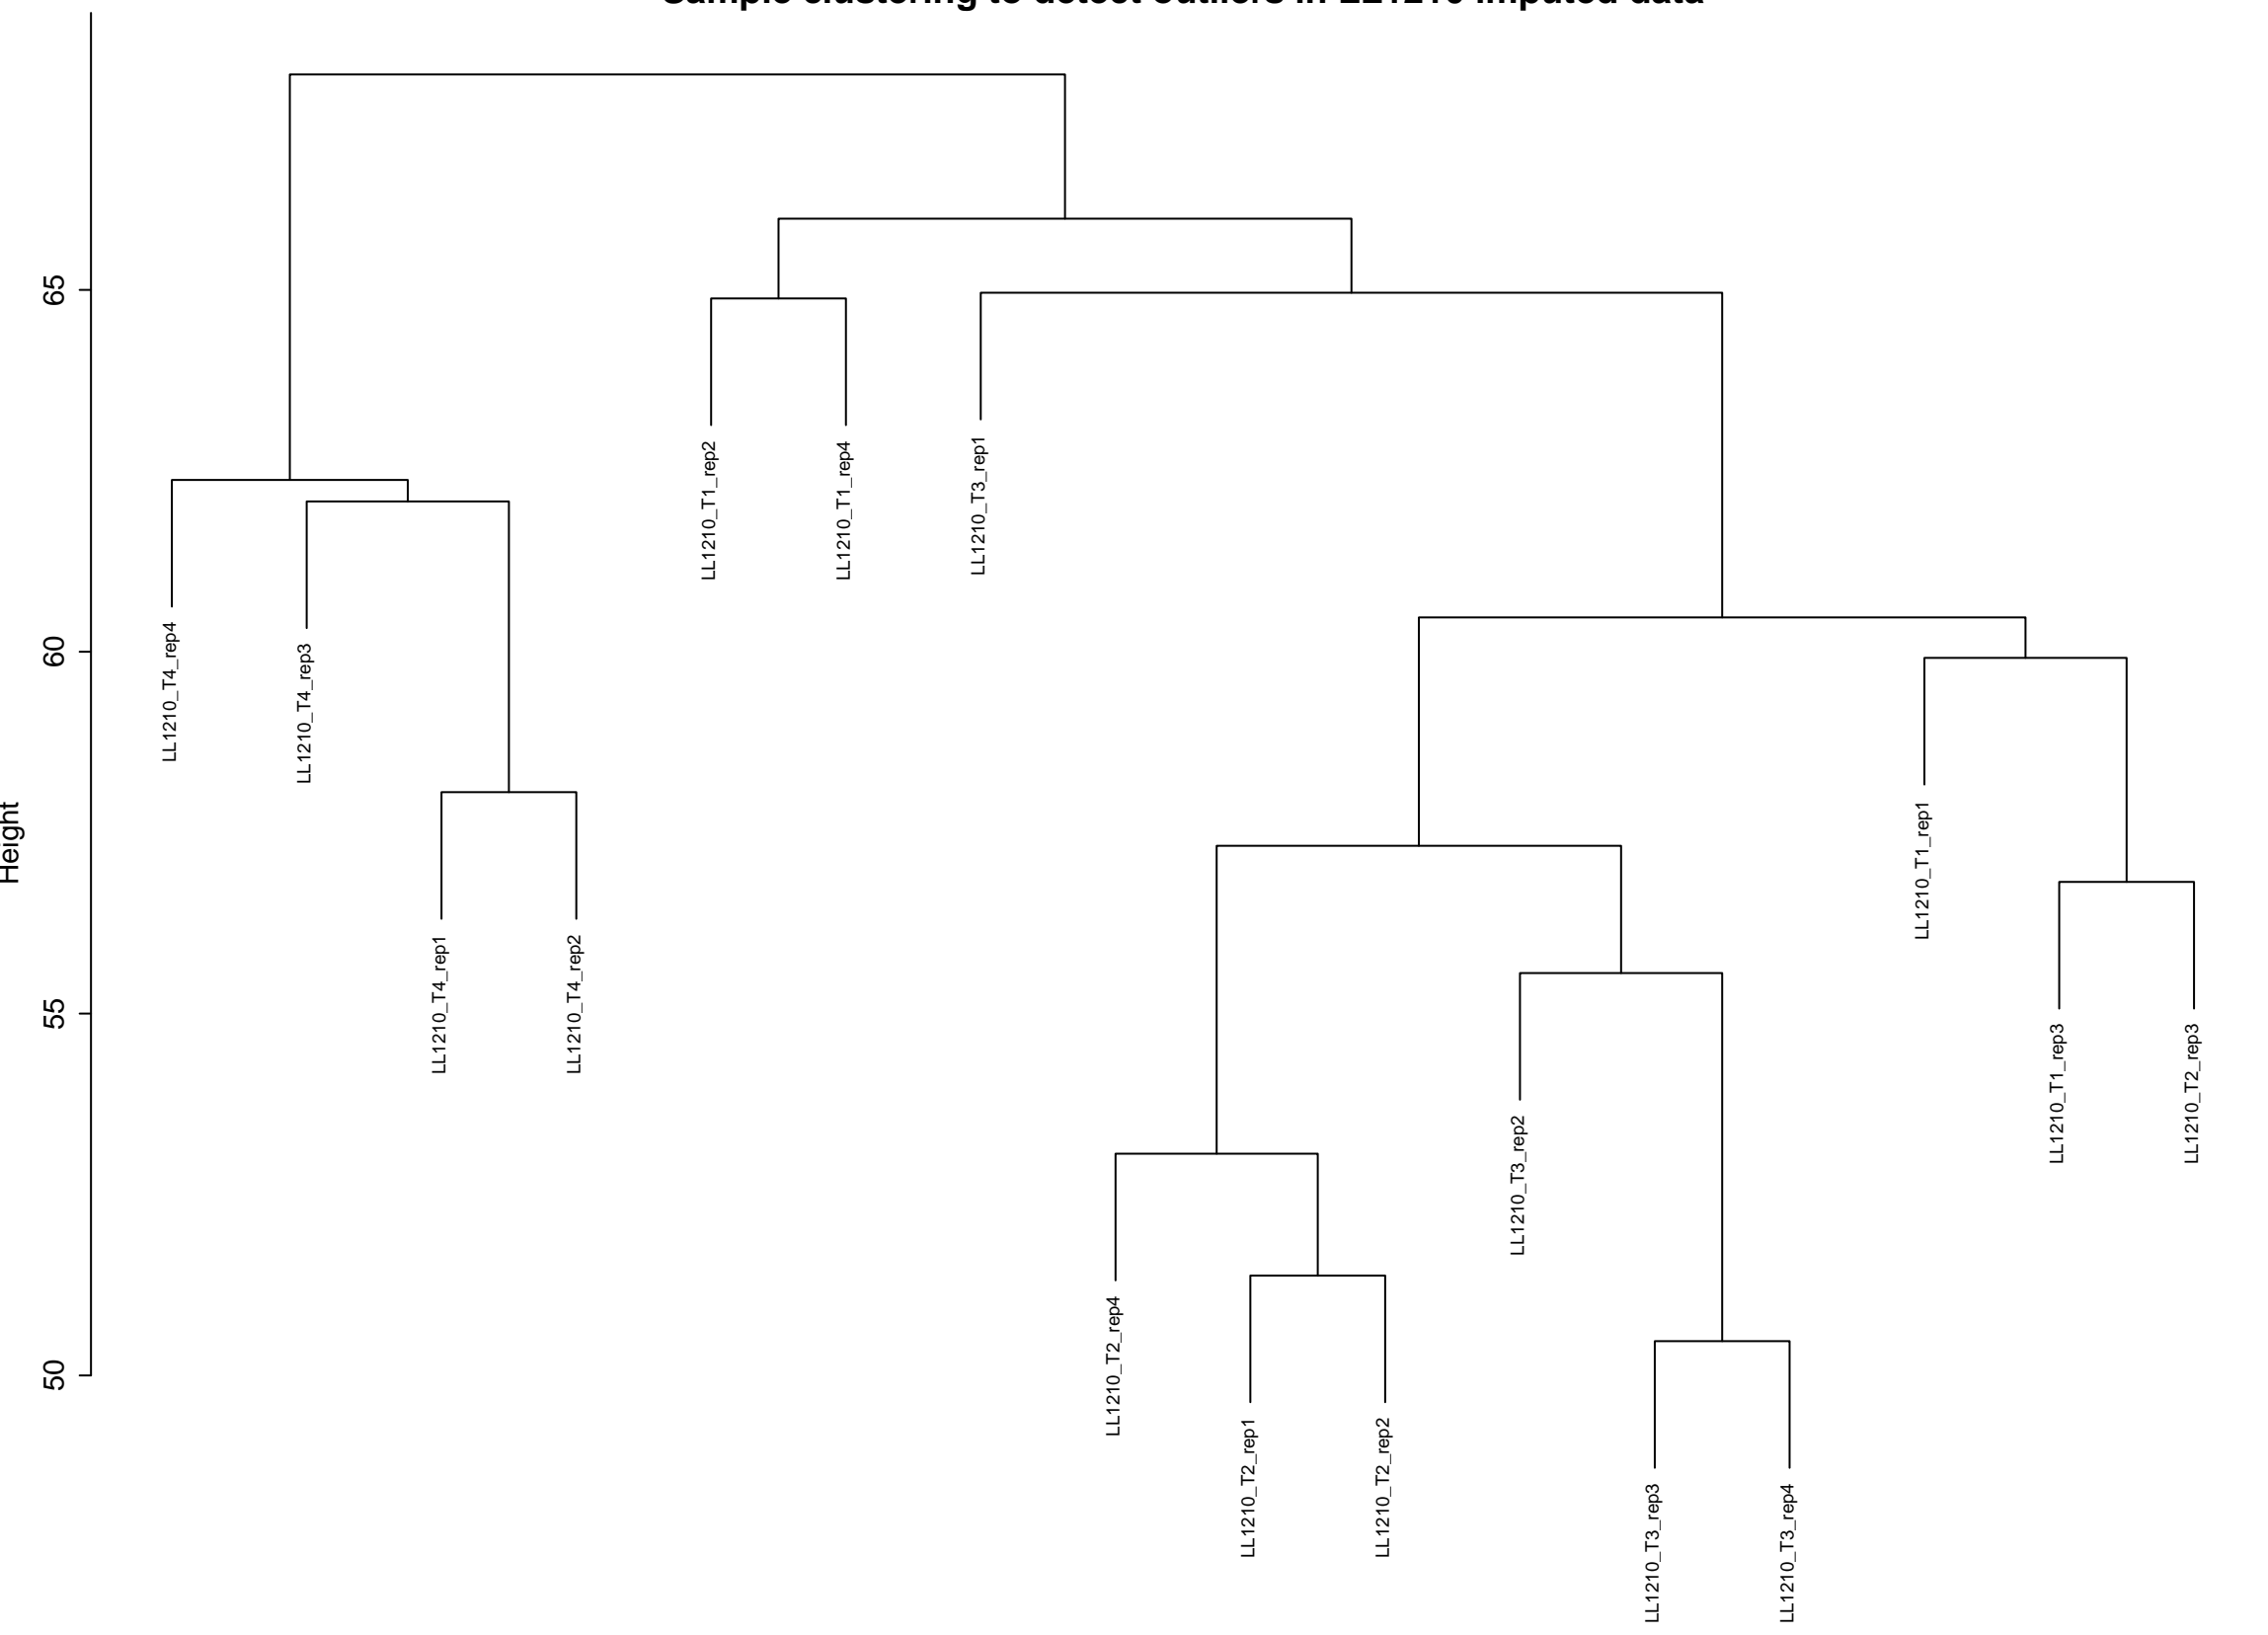 Sample clustering to detect outliers in LL1210 imputed data
65
60
55
50
Height
LL1210_T4_rep4
LL1210_T4_rep3
LL1210_T4_rep1
LL1210_T4_rep2
LL1210_T1_rep2
LL1210_T1_rep4
LL1210_T3_rep1
LL1210_T2_rep4
LL1210_T2_rep1
LL1210_T2_rep2
LL1210_T3_rep2
LL1210_T3_rep3
LL1210_T3_rep4
LL1210_T1_rep1
LL1210_T1_rep3
LL1210_T2_rep3